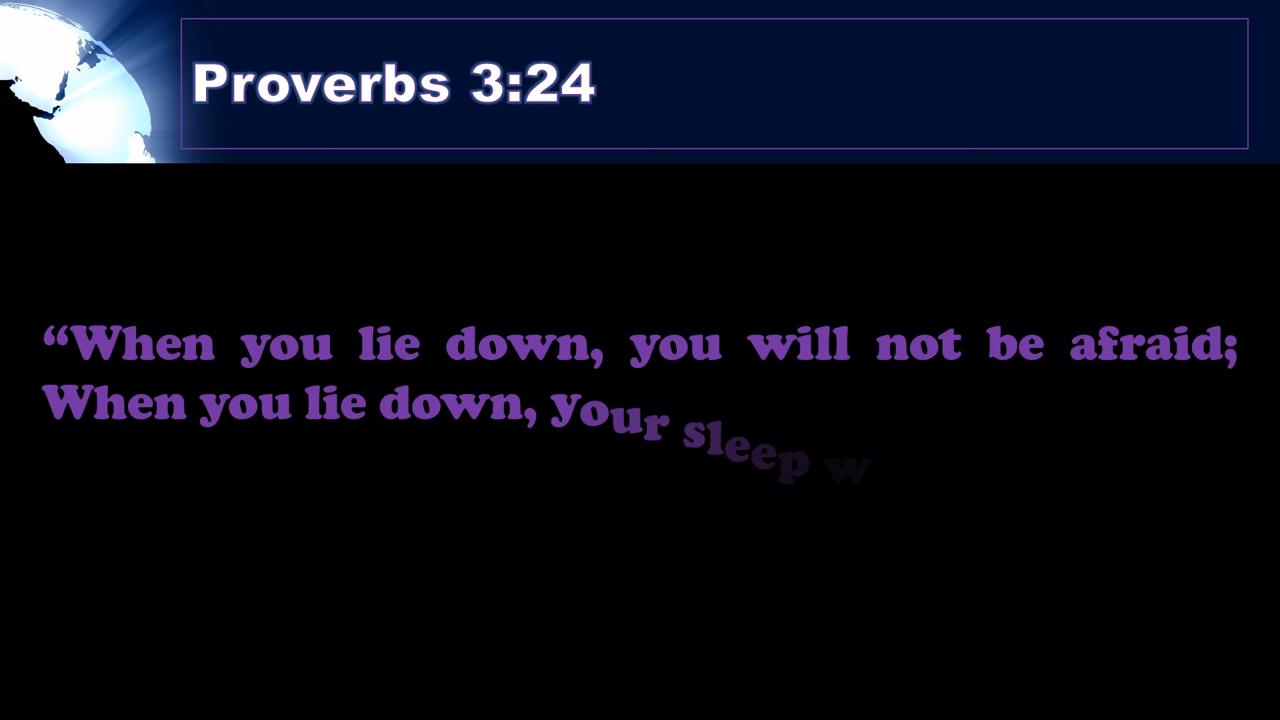 Proverbs 3:24
“When you lie down, you will not be afraid;
When you lie down, your sleep w